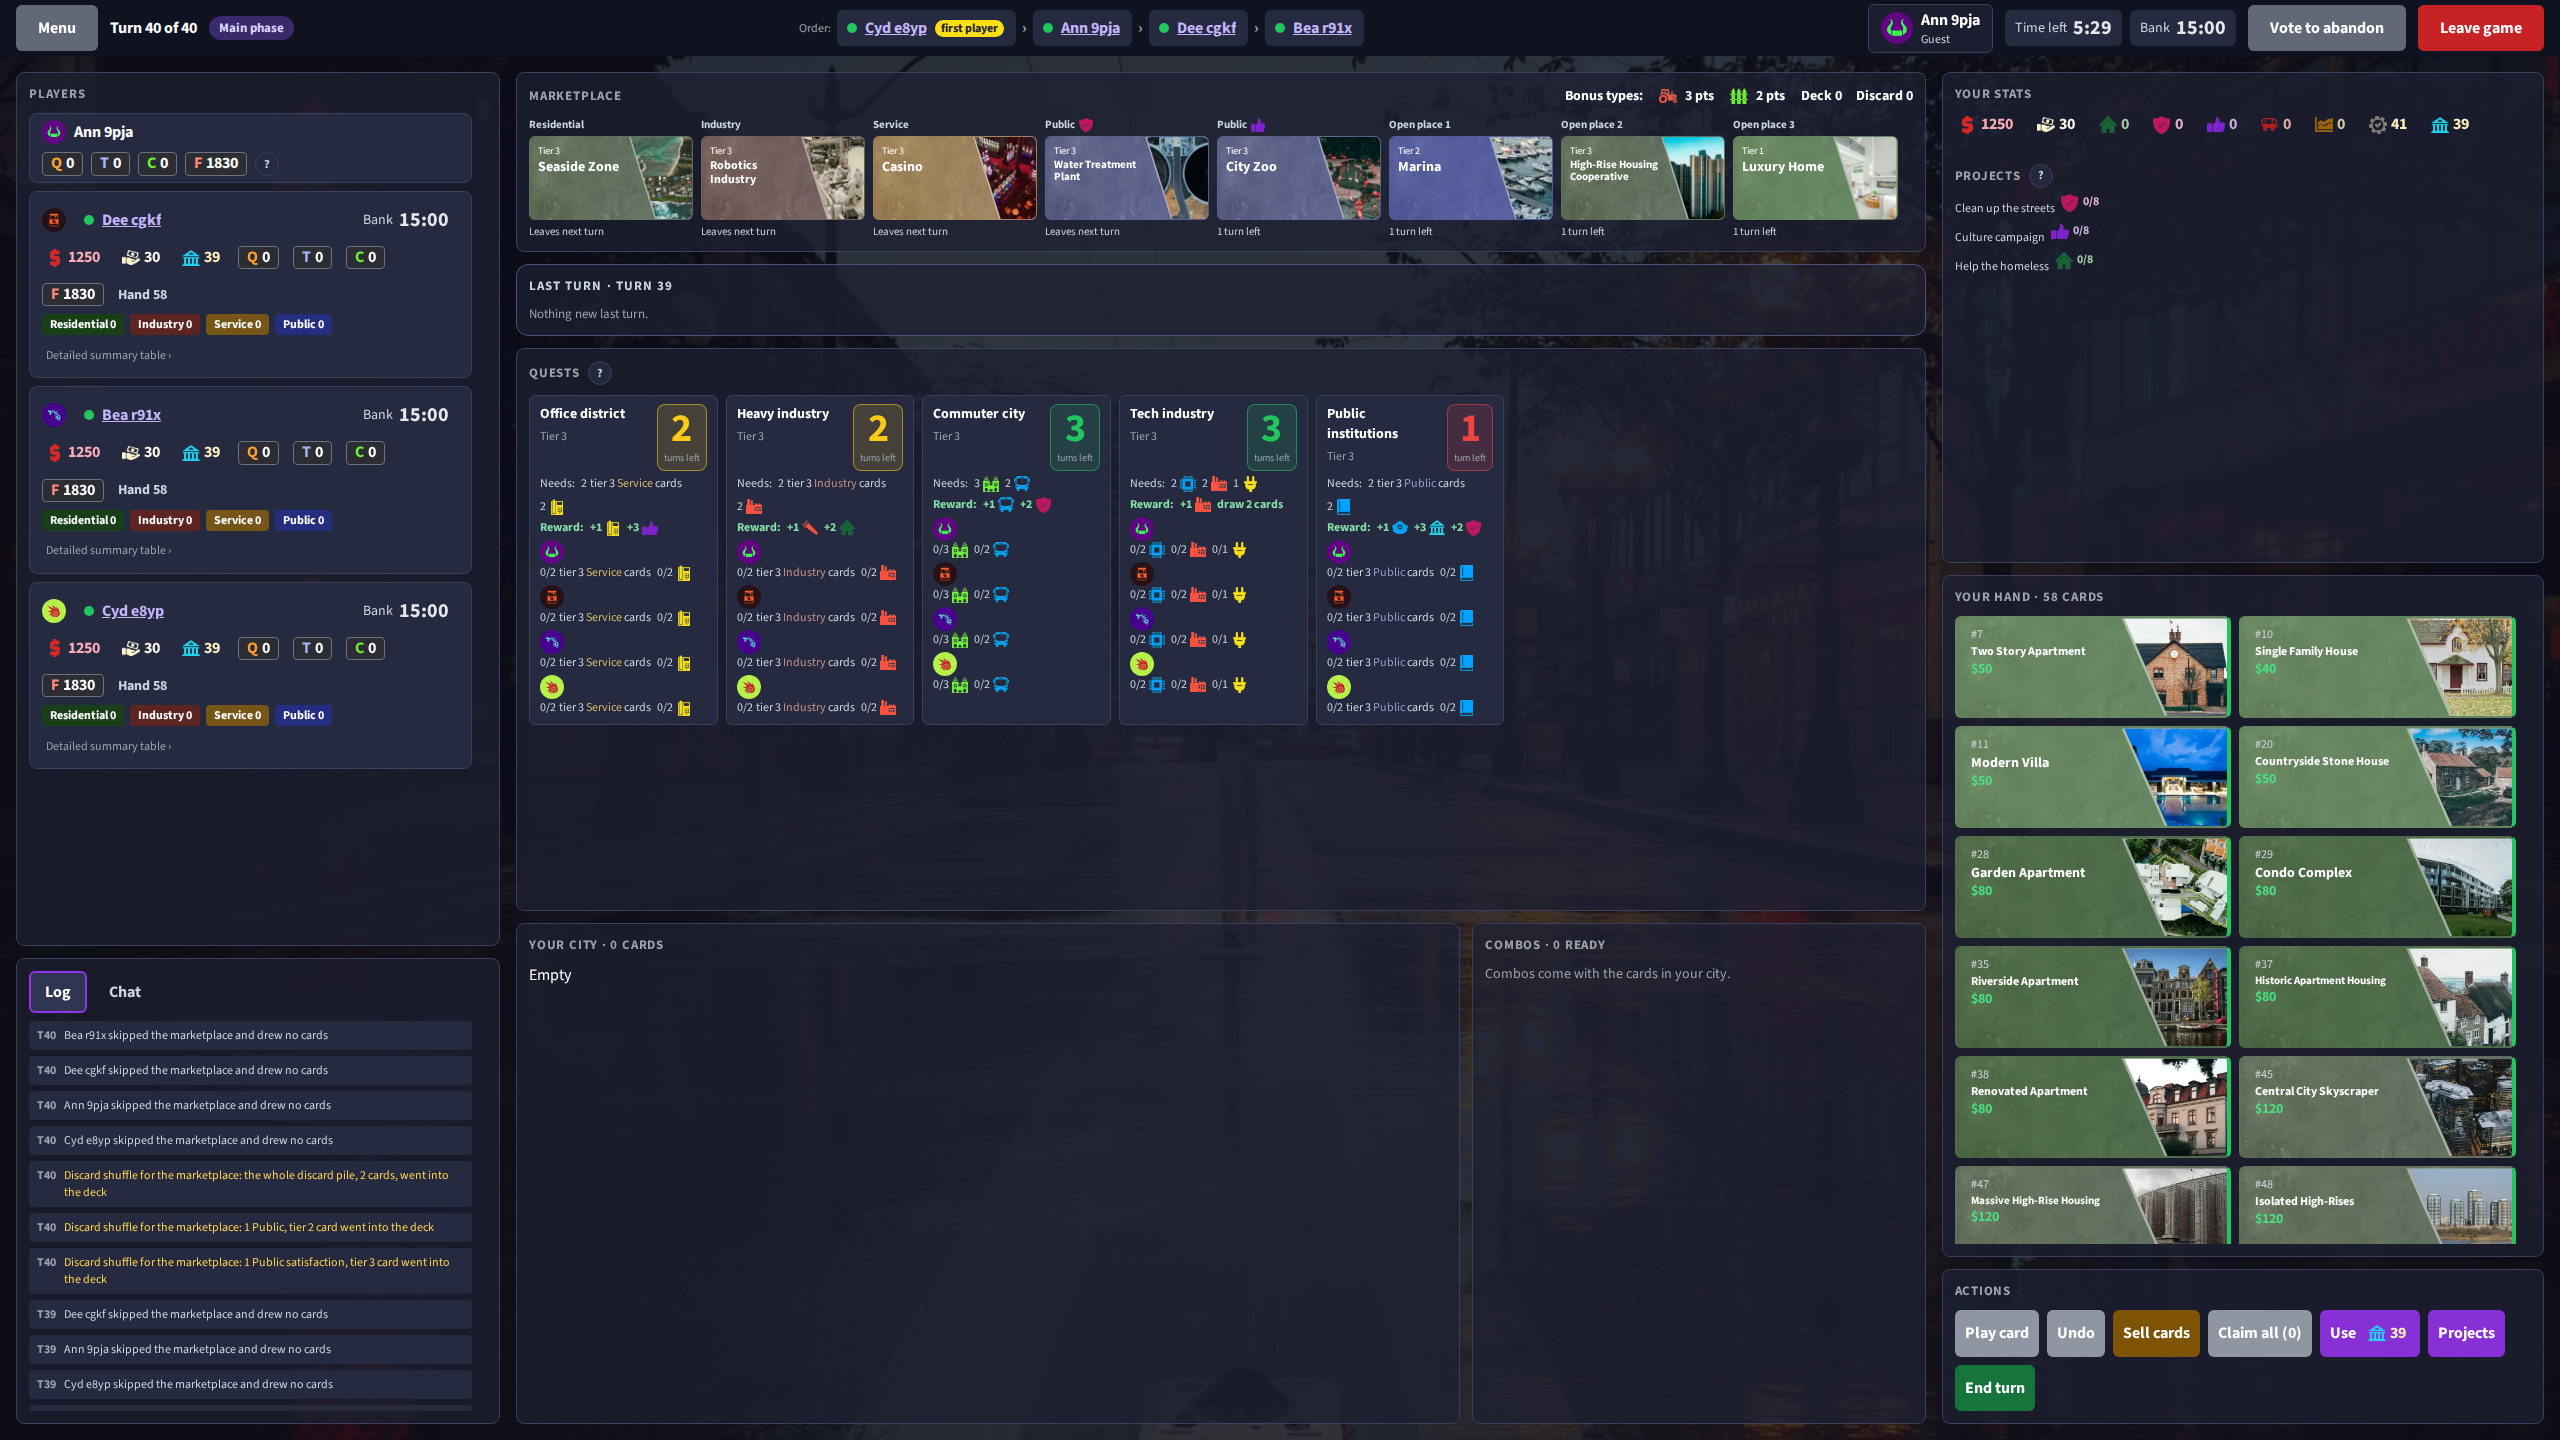 Menu
Turn 40 of 40
Main phase
Order: Cyd e8yp first player › Ann 9pja › Dee cgkf › Bea r91x
Ann 9pja
Guest
Time left 5:29
Bank 15:00
Vote to abandon
Leave game
PLAYERS
Ann 9pja
Q 0 T 0 C 0 F 1830 ?
Dee cgkf
Bank 15:00
1250 30 39 Q 0 T 0 C 0
F 1830 Hand 58
Residential 0 Industry 0 Service 0 Public 0
Detailed summary table ›
Bea r91x
Bank 15:00
1250 30 39 Q 0 T 0 C 0
F 1830 Hand 58
Residential 0 Industry 0 Service 0 Public 0
Detailed summary table ›
Cyd e8yp
Bank 15:00
1250 30 39 Q 0 T 0 C 0
F 1830 Hand 58
Residential 0 Industry 0 Service 0 Public 0
Detailed summary table ›
Log
Chat
T40 Bea r91x skipped the marketplace and drew no cards
T40 Dee cgkf skipped the marketplace and drew no cards
T40 Ann 9pja skipped the marketplace and drew no cards
T40 Cyd e8yp skipped the marketplace and drew no cards
T40 Discard shuffle for the marketplace: the whole discard pile, 2 cards, went into
the deck
T40 Discard shuffle for the marketplace: 1 Public, tier 2 card went into the deck
T40 Discard shuffle for the marketplace: 1 Public satisfaction, tier 3 card went into
the deck
T39 Dee cgkf skipped the marketplace and drew no cards
T39 Ann 9pja skipped the marketplace and drew no cards
T39 Cyd e8yp skipped the marketplace and drew no cards
MARKETPLACE
Bonus types: 3 pts 2 pts Deck 0 Discard 0
Residential
Tier 3
Seaside Zone
Leaves next turn
Industry
Tier 3
Robotics
Industry
Leaves next turn
Service
Tier 3
Casino
Leaves next turn
Public
Tier 3
Water Treatment
Plant
Leaves next turn
Public
Tier 3
City Zoo
1 turn left
Open place 1
Tier 2
Marina
1 turn left
Open place 2
Tier 3
High-Rise Housing
Cooperative
1 turn left
Open place 3
Tier 1
Luxury Home
1 turn left
LAST TURN · TURN 39
Nothing new last turn.
QUESTS ?
Office district
Tier 3
2
turns left
Needs: 2 tier 3 Service cards
2
Reward: +1 +3
0/2 tier 3 Service cards 0/2
0/2 tier 3 Service cards 0/2
0/2 tier 3 Service cards 0/2
0/2 tier 3 Service cards 0/2
Heavy industry
Tier 3
2
turns left
Needs: 2 tier 3 Industry cards
2
Reward: +1 +2
0/2 tier 3 Industry cards 0/2
0/2 tier 3 Industry cards 0/2
0/2 tier 3 Industry cards 0/2
0/2 tier 3 Industry cards 0/2
Commuter city
Tier 3
3
turns left
Needs: 3 2
Reward: +1 +2
0/3 0/2
0/3 0/2
0/3 0/2
0/3 0/2
Tech industry
Tier 3
3
turns left
Needs: 2 2 1
Reward: +1 draw 2 cards
0/2 0/2 0/1
0/2 0/2 0/1
0/2 0/2 0/1
0/2 0/2 0/1
Public
institutions
Tier 3
1
turn left
Needs: 2 tier 3 Public cards
2
Reward: +1 +3 +2
0/2 tier 3 Public cards 0/2
0/2 tier 3 Public cards 0/2
0/2 tier 3 Public cards 0/2
0/2 tier 3 Public cards 0/2
YOUR CITY · 0 CARDS
Empty
COMBOS · 0 READY
Combos come with the cards in your city.
YOUR STATS
1250 30 0 0 0 0 0 41 39
PROJECTS ?
Clean up the streets 0/8
Culture campaign 0/8
Help the homeless 0/8
YOUR HAND · 58 CARDS
#7
Two Story Apartment
$50
#10
Single Family House
$40
#11
Modern Villa
$50
#20
Countryside Stone House
$50
#28
Garden Apartment
$80
#29
Condo Complex
$80
#35
Riverside Apartment
$80
#37
Historic Apartment Housing
$80
#38
Renovated Apartment
$80
#45
Central City Skyscraper
$120
#47
Massive High-Rise Housing
$120
#48
Isolated High-Rises
$120
ACTIONS
Play card
Undo
Sell cards
Claim all (0)
Use 39
Projects
End turn